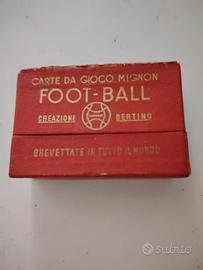 CARTE DA GIOCO MIGNON
FOOT-BALL
CREAZIONI BERTINO
BREVETTATE IN TUTTO IL MONDO
subito